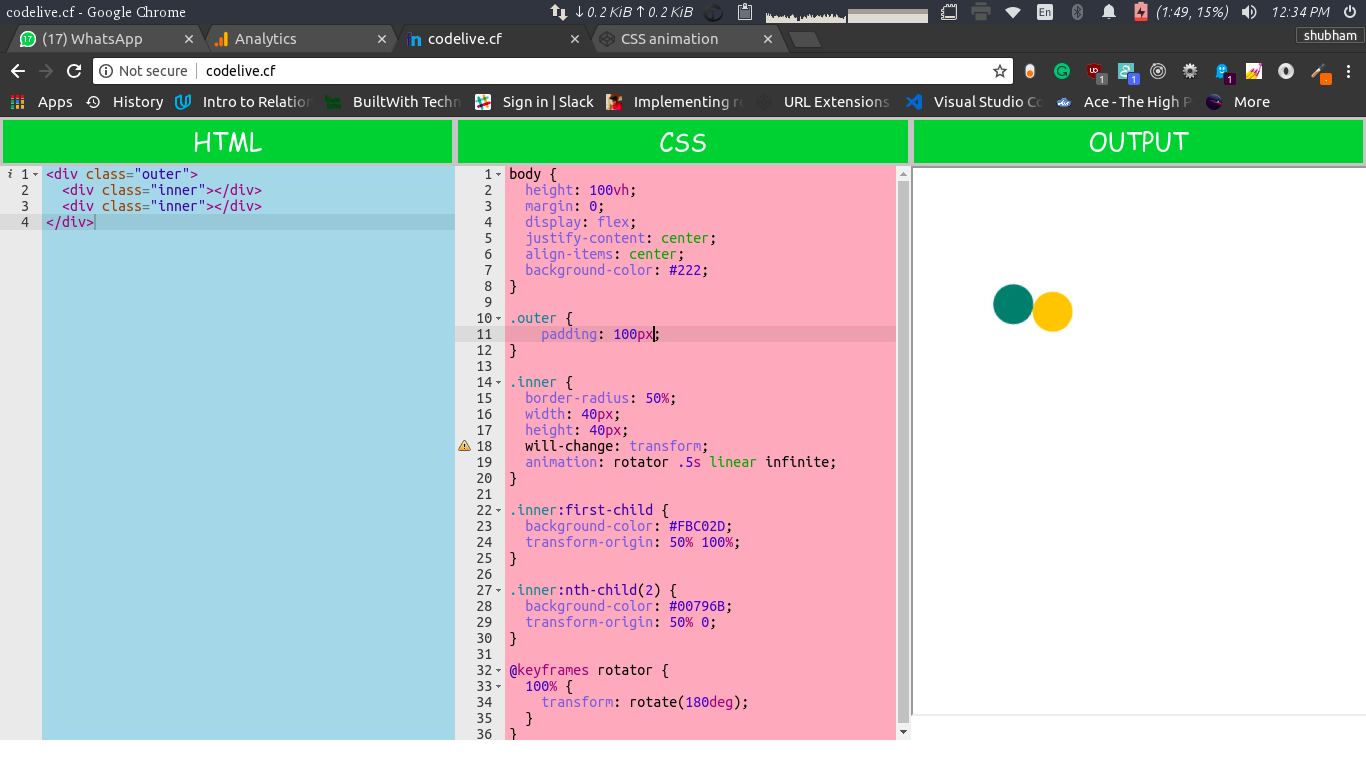 codelive.cf - Google Chrome
↓ 0.2 KiB ↑ 0.2 KiB
En
(1:49, 15%)
12:34 PM
(17) WhatsApp
Analytics
codelive.cf
CSS animation
shubham
Not secure
codelive.cf
Apps
History
Intro to Relation
BuiltWith Techn
Sign in | Slack
Implementing r
URL Extensions
Visual Studio Co
Ace - The High P
More
HTML
CSS
OUTPUT
1 <div class="outer">
2 <div class="inner"></div>
3 <div class="inner"></div>
4 </div>
1 body {
2 height: 100vh;
3 margin: 0;
4 display: flex;
5 justify-content: center;
6 align-items: center;
7 background-color: #222;
8 }
9
10 .outer {
11 padding: 100px;
12 }
13
14 .inner {
15 border-radius: 50%;
16 width: 40px;
17 height: 40px;
18 will-change: transform;
19 animation: rotator .5s linear infinite;
20 }
21
22 .inner:first-child {
23 background-color: #FBC02D;
24 transform-origin: 50% 100%;
25 }
26
27 .inner:nth-child(2) {
28 background-color: #00796B;
29 transform-origin: 50% 0;
30 }
31
32 @keyframes rotator {
33 100% {
34 transform: rotate(180deg);
35 }
36 }